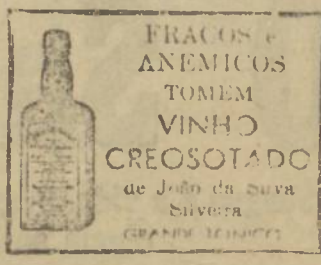 FRACOS e
ANEMICOS
TOMEM
VINHO
CREOSOTADO
de João da Silva
Silveira
GRANDE TONICO